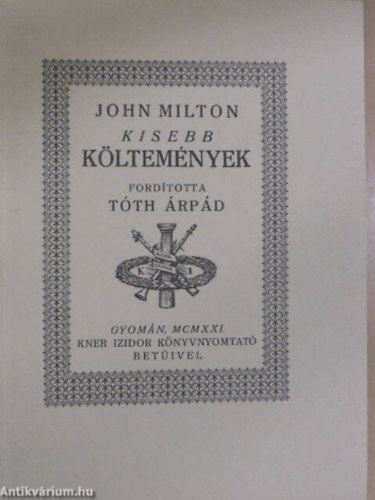 JOHN MILTON
KISEBB
KÖLTEMÉNYEK
FORDÍTOTTA
TÓTH ÁRPÁD
K I
GYOMÁN, MCMXXI.
KNER IZIDOR KÖNYVNYOMTATÓ
BETŰIVEL
Antikvárium.hu